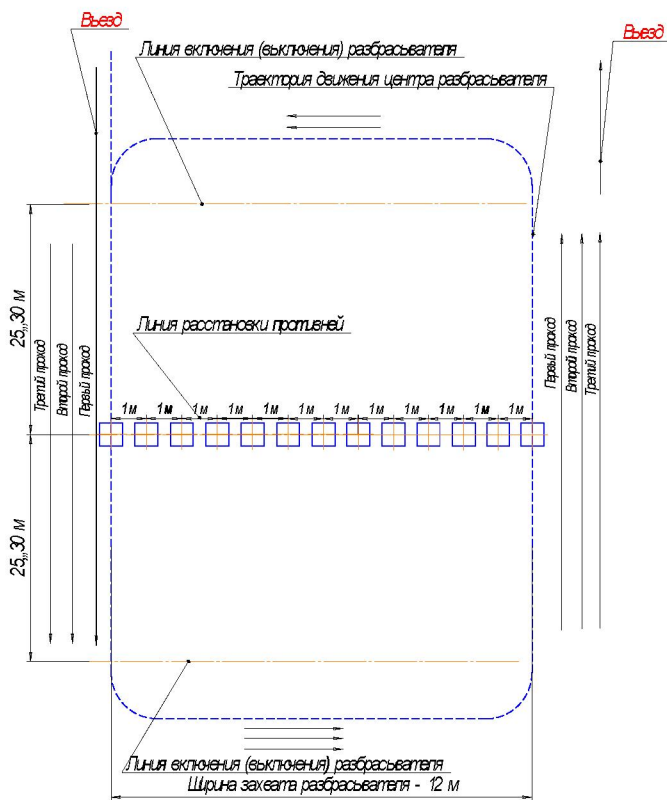 Въезд
Выезд
Линия включения (выключения) разбрасывателя
Траектория движения центра разбрасывателя
25,,,30 м
Третий проход
Второй проход
Первый проход
Линия расстановки противней
Первый проход
Второй проход
Третий проход
1 м 1 м 1 м 1 м 1 м 1 м 1 м 1 м 1 м 1 м 1 м 1 м
25,,,30 м
Линия включения (выключения) разбрасывателя
Ширина захвата разбрасывателя - 12 м